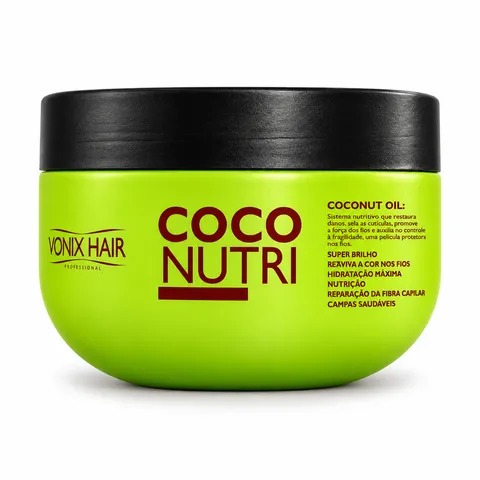 VONIX HAIR
PROFESSIONAL
COCO
NUTRI
COCONUT OIL:
Sistema nutritivo que restaura
danos, sela as cutículas, promove
a força dos fios e auxilia no controle
à fragilidade, uma película protetora
nos fios.
SUPER BRILHO
REAVIVA A COR NOS FIOS
HIDRATAÇÃO MÁXIMA
NUTRIÇÃO
REPARAÇÃO DA FIBRA CAPILAR
CAMPAS SAUDÁVEIS